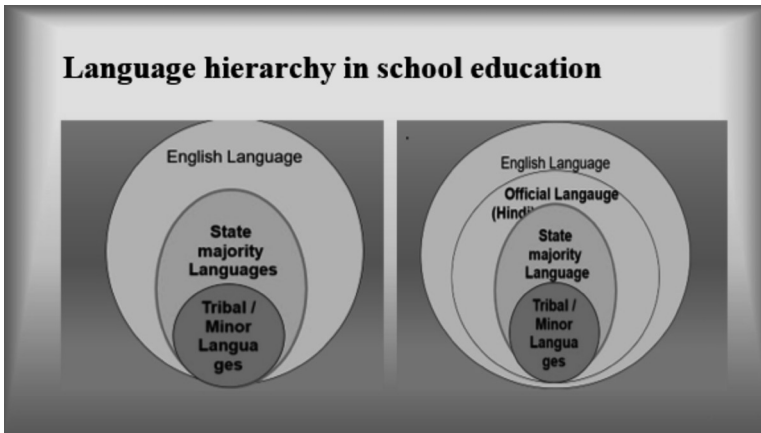 Language hierarchy in school education
English Language
State
majority
Languages
Tribal /
Minor
Langua
ges
English Language
Official Langauge
(Hindi
State
majority
Language
Tribal /
Minor
Langua
ges